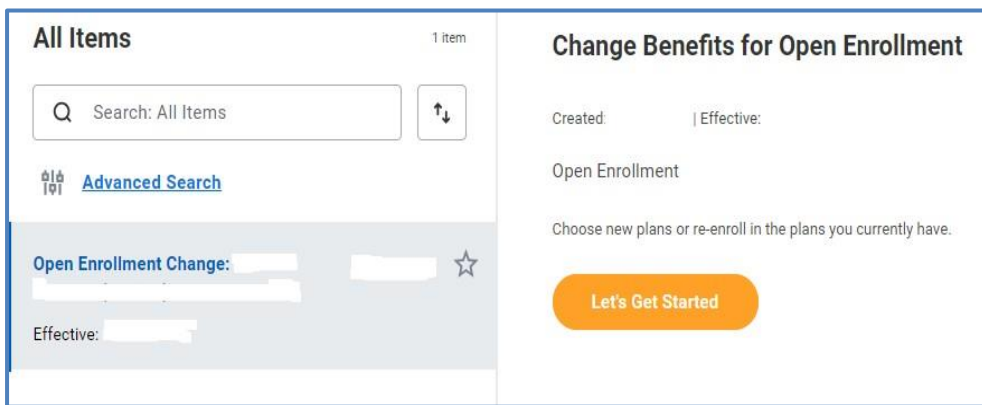 All Items
1 item
Search: All Items
Advanced Search
Open Enrollment Change:
Effective:
Change Benefits for Open Enrollment
Created: | Effective:
Open Enrollment
Choose new plans or re-enroll in the plans you currently have.
Let's Get Started